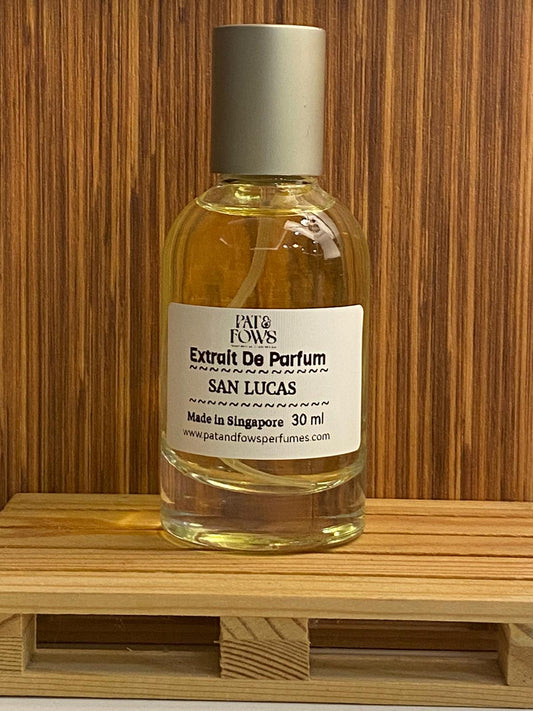 PAT&
FOWS
Extrait De Parfum
~~~~~~~~~~~~~~~~
SAN LUCAS
~~~~~~~~~~~~~~~~
Made in Singapore 30 ml
www.patandfowsperfumes.com